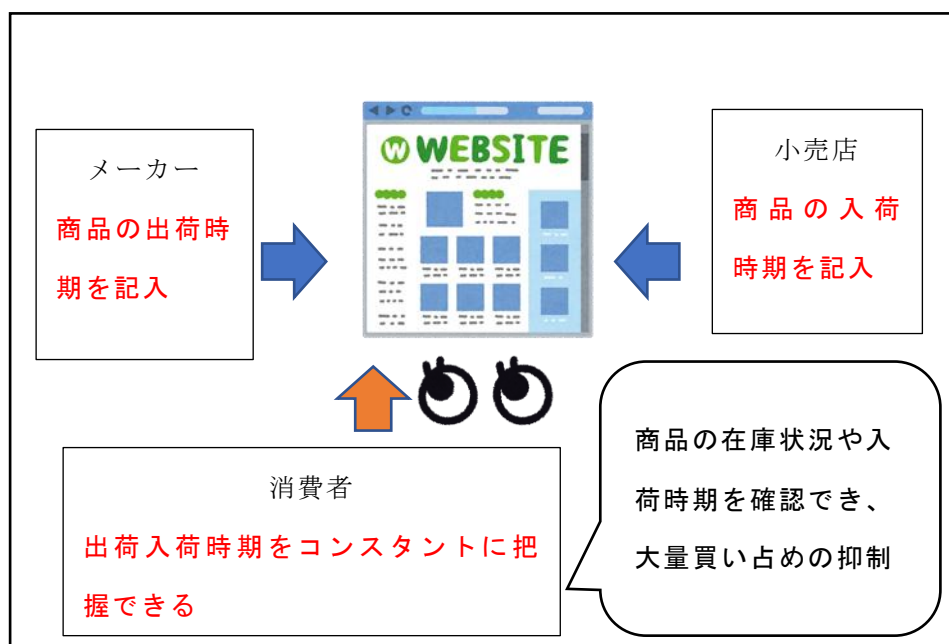 WEBSITE
メーカー
商品の出荷時
期を記入
小売店
商品の入荷
時期を記入
消費者
出荷入荷時期をコンスタントに把
握できる
商品の在庫状況や入
荷時期を確認でき、
大量買い占めの抑制